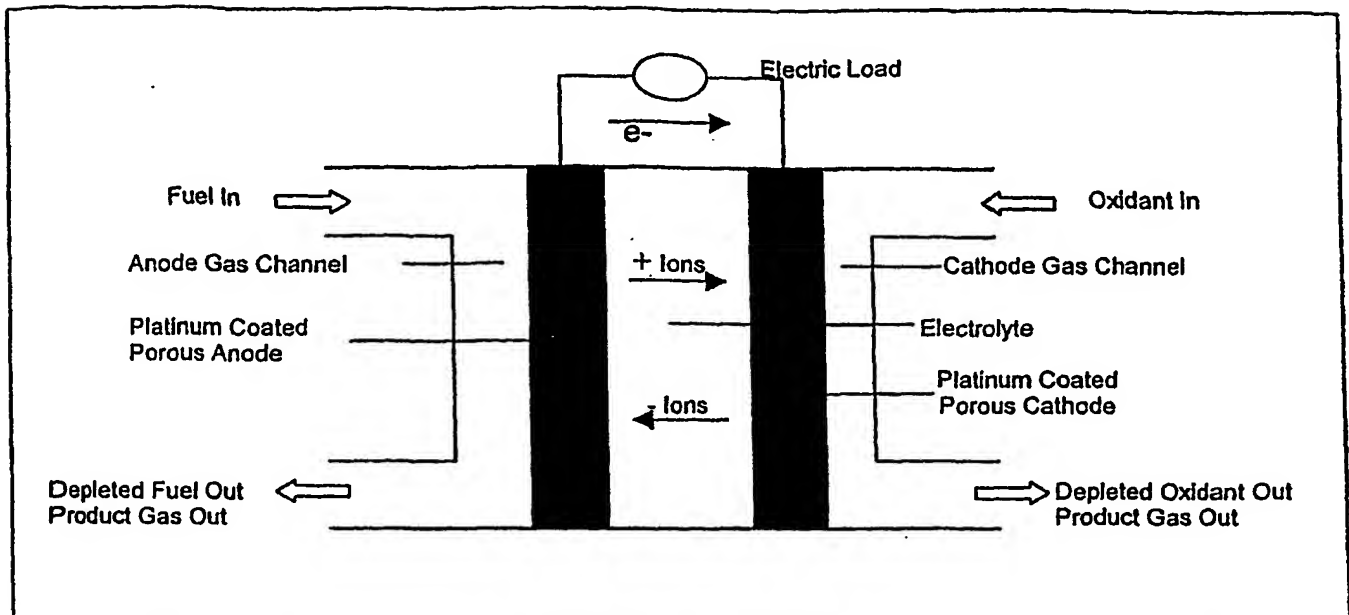 Electric Load
e-
Fuel In
Oxidant In
Anode Gas Channel
+ Ions
Cathode Gas Channel
Platinum Coated
Porous Anode
Electrolyte
Platinum Coated
Porous Cathode
- Ions
Depleted Fuel Out
Product Gas Out
Depleted Oxidant Out
Product Gas Out